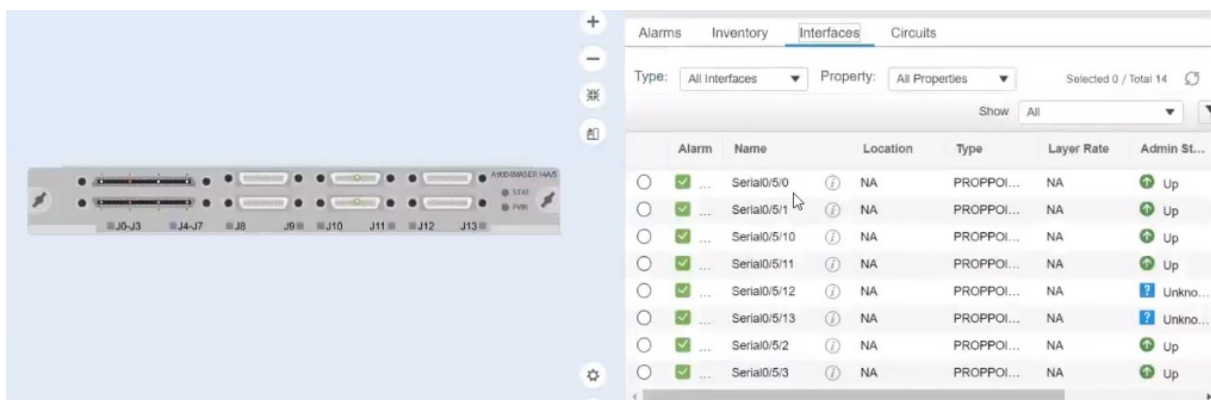 Alarms Inventory Interfaces Circuits
Type: All Interfaces Property: All Properties Selected 0 / Total 14
Show All
Alarm Name Location Type Layer Rate Admin St...
... Serial0/5/0 NA PROPPOI... NA Up
... Serial0/5/1 NA PROPPOI... NA Up
... Serial0/5/10 NA PROPPOI... NA Up
... Serial0/5/11 NA PROPPOI... NA Up
... Serial0/5/12 NA PROPPOI... NA Unkno...
... Serial0/5/13 NA PROPPOI... NA Unkno...
... Serial0/5/2 NA PROPPOI... NA Up
... Serial0/5/3 NA PROPPOI... NA Up
STAT
PWR
J0-J3 J4-J7 J8 J9 J10 J11 J12 J13